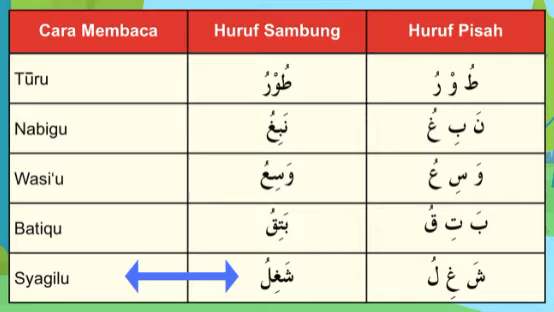 Cara Membaca Huruf Sambung Huruf Pisah
Tūru طُوْرُ طُ وْ رُ
Nabigu نَبِغُ نَ بِ غُ
Wasi‘u وَسِعُ وَ سِ عُ
Batiqu بَتِقُ بَ تِ قُ
Syagilu شَغِلُ شَ غِ لُ